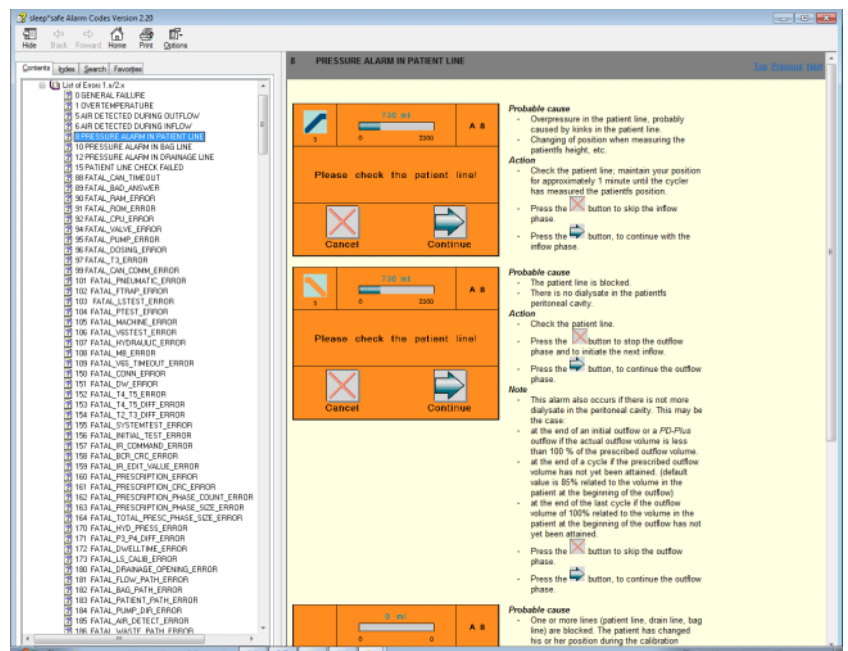 sleep*safe Alarm Codes Version 2.20
Hide Back Forward Home Print Options
Contents Index Search Favorites
List of Errors 1.x/2.x
0 GENERAL FAILURE
1 OVERTEMPERATURE
5 AIR DETECTED DURING OUTFLOW
6 AIR DETECTED DURING INFLOW
8 PRESSURE ALARM IN PATIENT LINE
10 PRESSURE ALARM IN BAG LINE
12 PRESSURE ALARM IN DRAINAGE LINE
15 PATIENT LINE CHECK FAILED
88 FATAL_CAN_TIMEOUT
89 FATAL_BAD_ANSWER
90 FATAL_RAM_ERROR
91 FATAL_ROM_ERROR
92 FATAL_CPU_ERROR
94 FATAL_VALVE_ERROR
95 FATAL_PUMP_ERROR
96 FATAL_DOSING_ERROR
97 FATAL_T3_ERROR
99 FATAL_CAN_COMM_ERROR
101 FATAL_PNEUMATIC_ERROR
102 FATAL_FTRAP_ERROR
103 FATAL_LSTEST_ERROR
104 FATAL_PTEST_ERROR
105 FATAL_MACHINE_ERROR
106 FATAL_VGSTEST_ERROR
107 FATAL_HYDRAULIC_ERROR
108 FATAL_MB_ERROR
109 FATAL_VGS_TIMEOUT_ERROR
150 FATAL_CONN_ERROR
151 FATAL_DW_ERROR
152 FATAL_T4_T5_ERROR
153 FATAL_T4_T5_DIFF_ERROR
154 FATAL_T2_T3_DIFF_ERROR
155 FATAL_SYSTEMTEST_ERROR
156 FATAL_INITIAL_TEST_ERROR
157 FATAL_IR_COMMAND_ERROR
158 FATAL_BCR_CRC_ERROR
159 FATAL_IR_EDIT_VALUE_ERROR
160 FATAL_PRESCRIPTION_ERROR
161 FATAL_PRESCRIPTION_CRC_ERROR
162 FATAL_PRESCRIPTION_PHASE_COUNT_ERROR
163 FATAL_PRESCRIPTION_PHASE_SIZE_ERROR
164 FATAL_TOTAL_PRESC_PHASE_SIZE_ERROR
170 FATAL_HYD_PRESS_ERROR
171 FATAL_P3_P4_DIFF_ERROR
172 FATAL_DWELLTIME_ERROR
173 FATAL_LS_CALIB_ERROR
180 FATAL_DRAINAGE_OPENING_ERROR
181 FATAL_FLOW_PATH_ERROR
182 FATAL_BAG_PATH_ERROR
183 FATAL_PATIENT_PATH_ERROR
184 FATAL_PUMP_DIR_ERROR
185 FATAL_AIR_DETECT_ERROR
186 FATAL_WASTE_PATH_ERROR
8 PRESSURE ALARM IN PATIENT LINE
Top Previous Next
730 ml
A 8
3 0 2300
Please check the patient line!
Cancel Continue
Probable cause
- Overpressure in the patient line, probably
caused by kinks in the patient line.
- Changing of position when measuring the
patientfs height, etc.
Action
- Check the patient line; maintain your position
for approximately 1 minute until the cycler
has measured the patientfs position.
- Press the button to skip the inflow
phase.
- Press the button, to continue with the
inflow phase.
730 ml
A 8
3 0 2300
Please check the patient line!
Cancel Continue
Probable cause
- The patient line is blocked.
- There is no dialysate in the patientfs
peritoneal cavity.
Action
- Check the patient line.
- Press the button to stop the outflow
phase and to initiate the next inflow.
- Press the button, to continue the outflow
phase.
Note
- This alarm also occurs if there is not more
dialysate in the peritoneal cavity. This may be
the case:
- at the end of an initial outflow or a PD-Plus
outflow if the actual outflow volume is less
than 100 % of the prescribed outflow volume.
- at the end of a cycle if the prescribed outflow
volume has not yet been attained. (default
value is 85% related to the volume in the
patient at the beginning of the outflow)
- at the end of the last cycle if the outflow
volume of 100% related to the volume in the
patient at the beginning of the outflow has not
yet been attained.
- Press the button to skip the outflow
phase.
- Press the button, to continue the outflow
phase.
0 ml
A 8
0 0
Probable cause
- One or more lines (patient line, drain line, bag
line) are blocked. The patient has changed
his or her position during the calibration